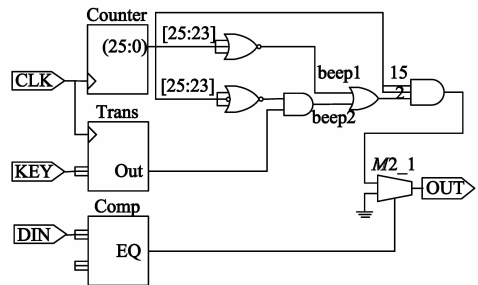 Counter
(25:0)
[25:23]
CLK
beep1
15
[25:23]
2
beep2
Trans
Out
KEY
M2_1
OUT
Comp
DIN
EQ